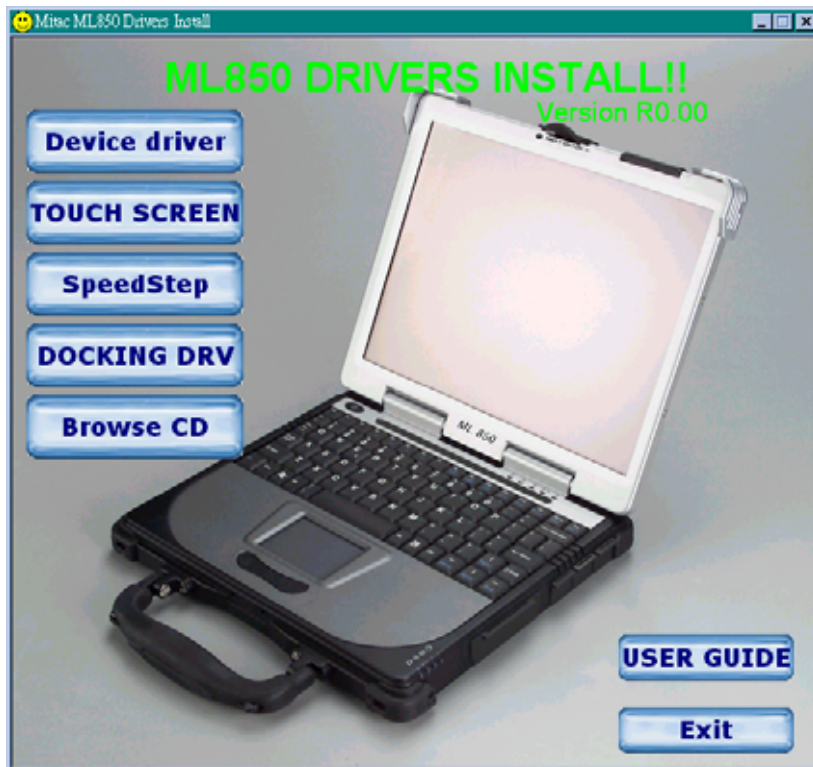 Mitac ML850 Drivers Install
ML850 DRIVERS INSTALL!!
Version R0.00
Device driver
TOUCH SCREEN
SpeedStep
DOCKING DRV
Browse CD
ML 850
USER GUIDE
Exit